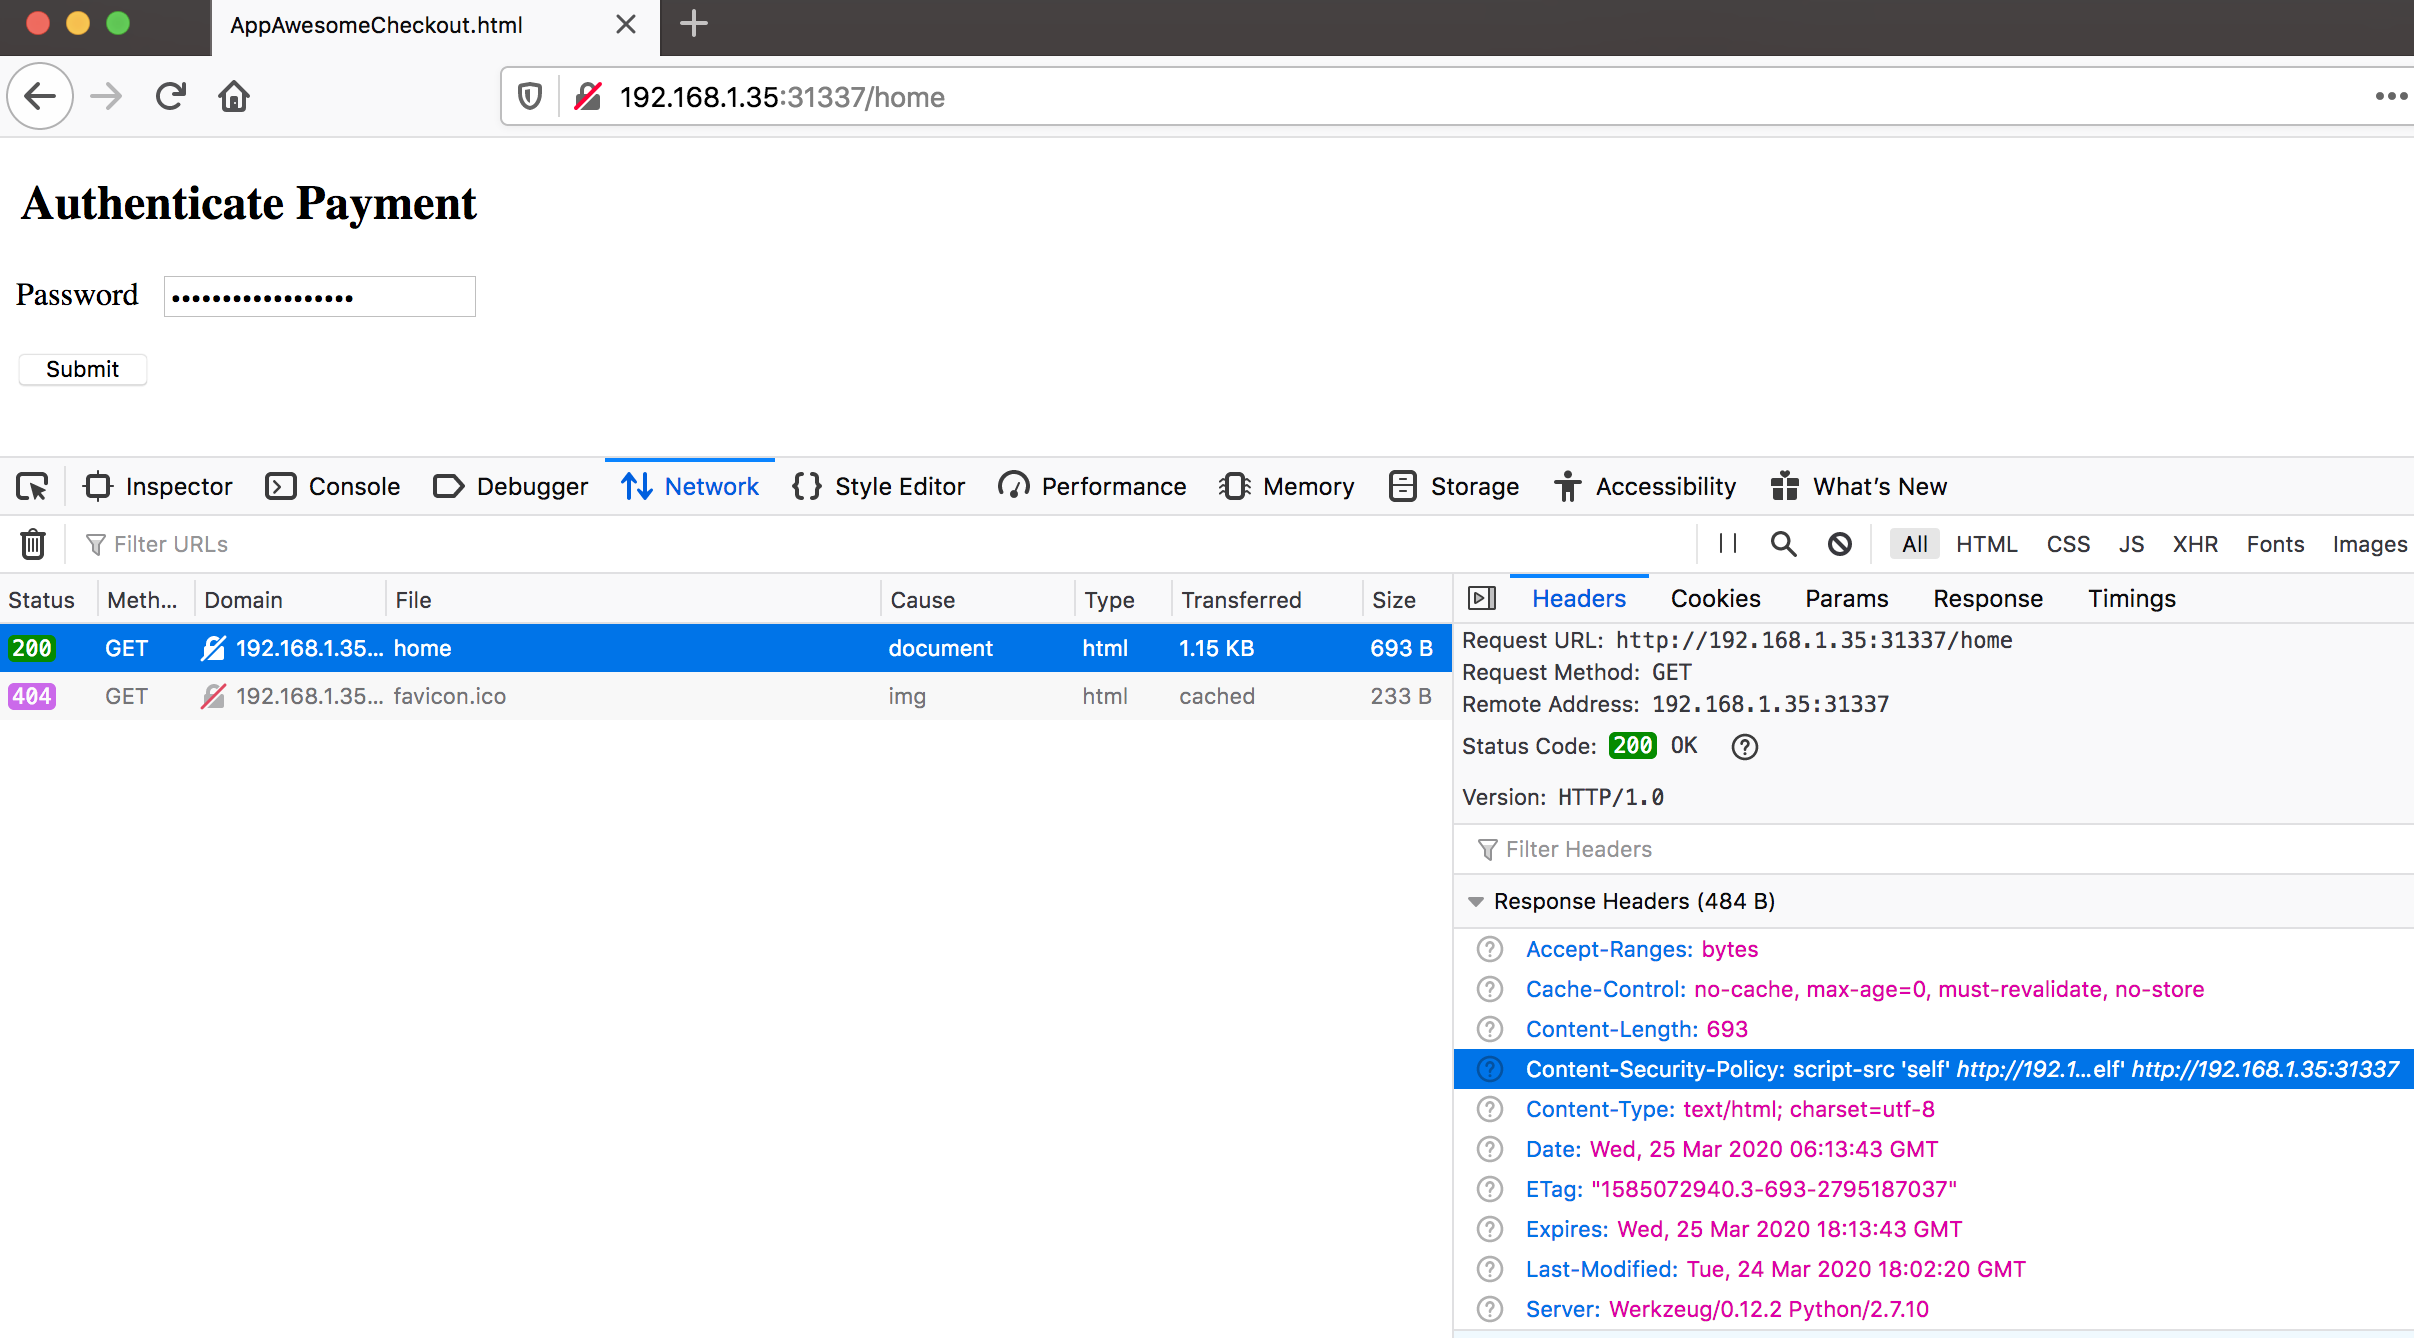 AppAwesomeCheckout.html
192.168.1.35:31337/home
Authenticate Payment
Password ••••••••••••••••••
Submit
Inspector Console Debugger Network Style Editor Performance Memory Storage Accessibility What’s New
Filter URLs All HTML CSS JS XHR Fonts Images
Status Meth... Domain File Cause Type Transferred Size
200 GET 192.168.1.35... home document html 1.15 KB 693 B
404 GET 192.168.1.35... favicon.ico img html cached 233 B
Headers Cookies Params Response Timings
Request URL: http://192.168.1.35:31337/home
Request Method: GET
Remote Address: 192.168.1.35:31337
Status Code: 200 OK
Version: HTTP/1.0
Filter Headers
Response Headers (484 B)
Accept-Ranges: bytes
Cache-Control: no-cache, max-age=0, must-revalidate, no-store
Content-Length: 693
Content-Security-Policy: script-src 'self' http://192.1...elf' http://192.168.1.35:31337
Content-Type: text/html; charset=utf-8
Date: Wed, 25 Mar 2020 06:13:43 GMT
ETag: "1585072940.3-693-2795187037"
Expires: Wed, 25 Mar 2020 18:13:43 GMT
Last-Modified: Tue, 24 Mar 2020 18:02:20 GMT
Server: Werkzeug/0.12.2 Python/2.7.10